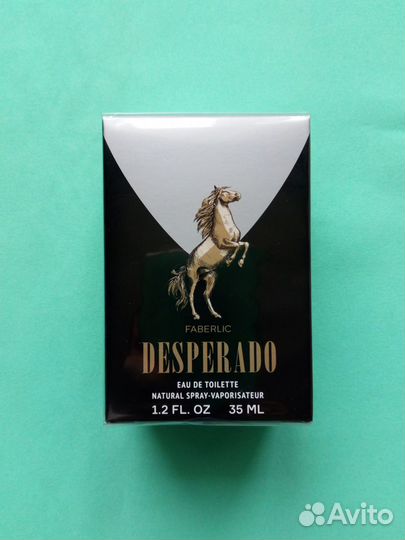 FABERLIC
DESPERADO
EAU DE TOILETTE
NATURAL SPRAY-VAPORISATEUR
1.2 FL. OZ 35 ML
Avito